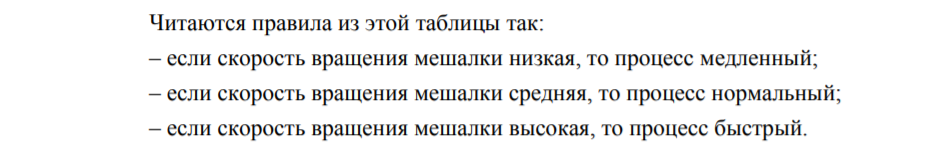 Читаются правила из этой таблицы так:
– если скорость вращения мешалки низкая, то процесс медленный;
– если скорость вращения мешалки средняя, то процесс нормальный;
– если скорость вращения мешалки высокая, то процесс быстрый.